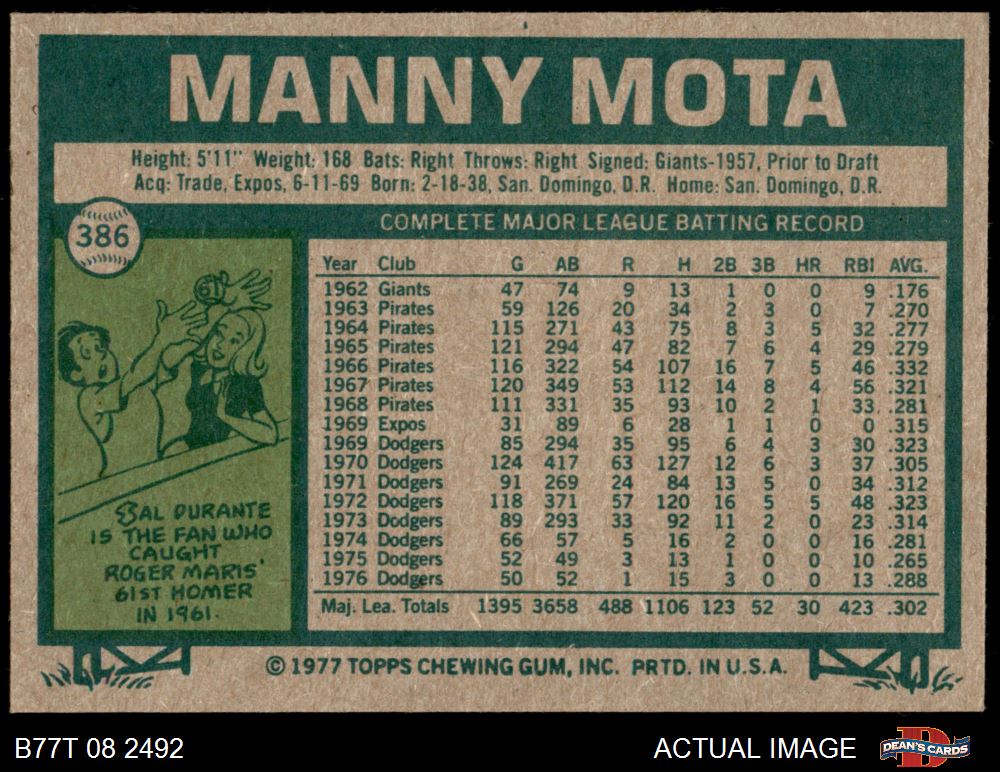 MANNY MOTA
Height: 5'11" Weight: 168 Bats: Right Throws: Right Signed: Giants-1957, Prior to Draft
Acq: Trade, Expos, 6-11-69 Born: 2-18-38, San. Domingo, D.R. Home: San. Domingo, D.R.
386
COMPLETE MAJOR LEAGUE BATTING RECORD
Year Club G AB R H 2B 3B HR RBI AVG.
1962 Giants 47 74 9 13 1 0 0 9 .176
1963 Pirates 59 126 20 34 2 3 0 7 .270
1964 Pirates 115 271 43 75 8 3 5 32 .277
1965 Pirates 121 294 47 82 7 6 4 29 .279
1966 Pirates 116 322 54 107 16 7 5 46 .332
1967 Pirates 120 349 53 112 14 8 4 56 .321
1968 Pirates 111 331 35 93 10 2 1 33 .281
1969 Expos 31 89 6 28 1 1 0 0 .315
1969 Dodgers 85 294 35 95 6 4 3 30 .323
1970 Dodgers 124 417 63 127 12 6 3 37 .305
1971 Dodgers 91 269 24 84 13 5 0 34 .312
1972 Dodgers 118 371 57 120 16 5 5 48 .323
1973 Dodgers 89 293 33 92 11 2 0 23 .314
1974 Dodgers 66 57 5 16 2 0 0 16 .281
1975 Dodgers 52 49 3 13 1 0 0 10 .265
1976 Dodgers 50 52 1 15 3 0 0 13 .288
Maj. Lea. Totals 1395 3658 488 1106 123 52 30 423 .302
SAL DURANTE
IS THE FAN WHO
CAUGHT
ROGER MARIS'
61ST HOMER
IN 1961.
© 1977 TOPPS CHEWING GUM, INC. PRTD. IN U.S.A.
B77T 08 2492
ACTUAL IMAGE
D
DEAN'S CARDS